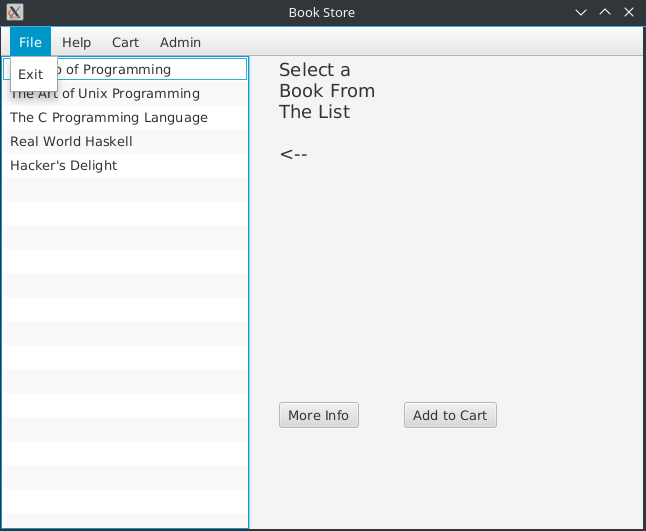 Book Store
File Help Cart Admin
Exit
of Programming
The Art of Unix Programming
The C Programming Language
Real World Haskell
Hacker's Delight
Select a
Book From
The List
<--
More Info Add to Cart